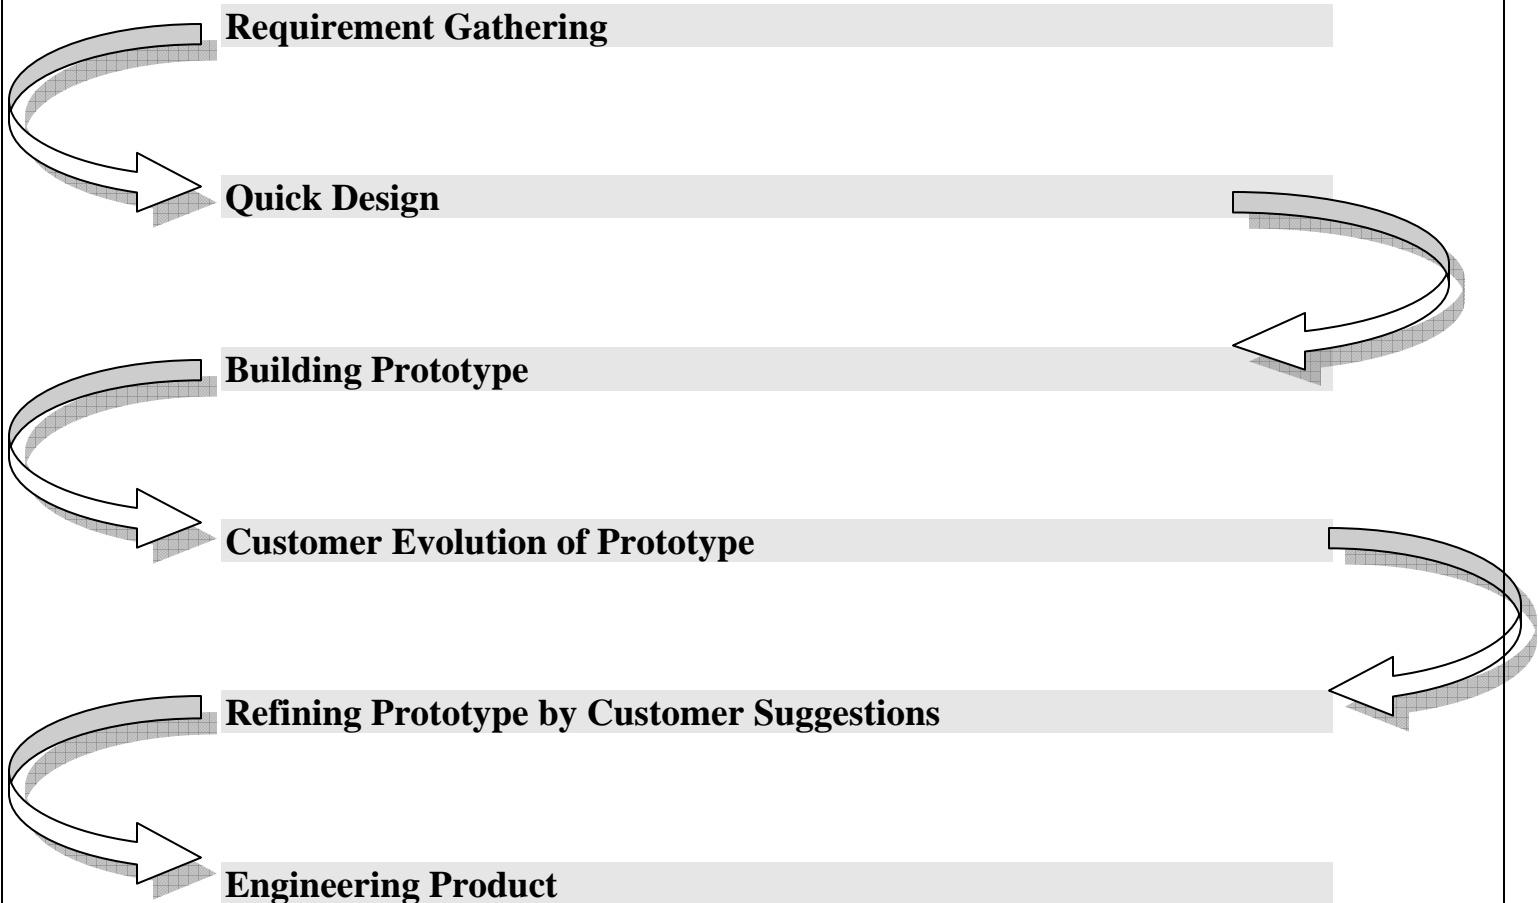 Requirement Gathering
Quick Design
Building Prototype
Customer Evolution of Prototype
Refining Prototype by Customer Suggestions
Engineering Product